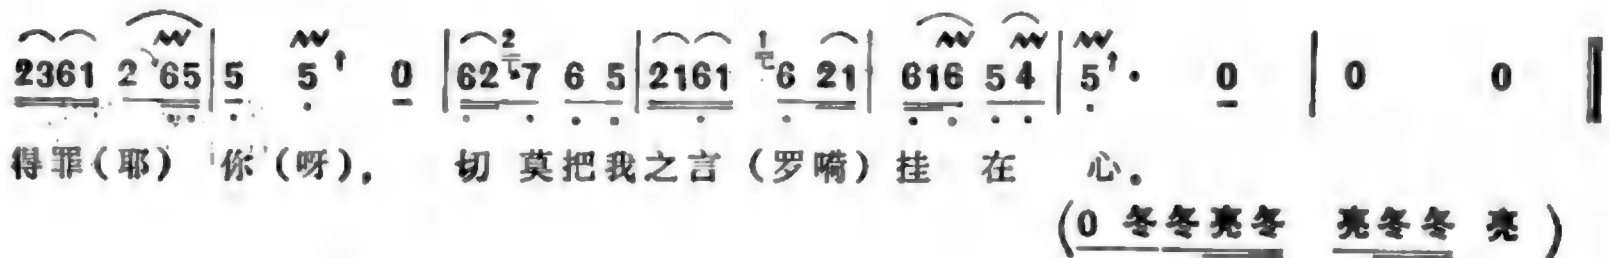 2361 2 65 | 5 5 0 | 62 7 6 5 | 2161 6 21 | 616 5 4 | 5 · 0 | 0 0 ‖
得罪(耶) 你(呀)。 切莫把我之言(罗嗬)挂 在 心。
(0 冬冬亮冬 亮冬冬 亮)